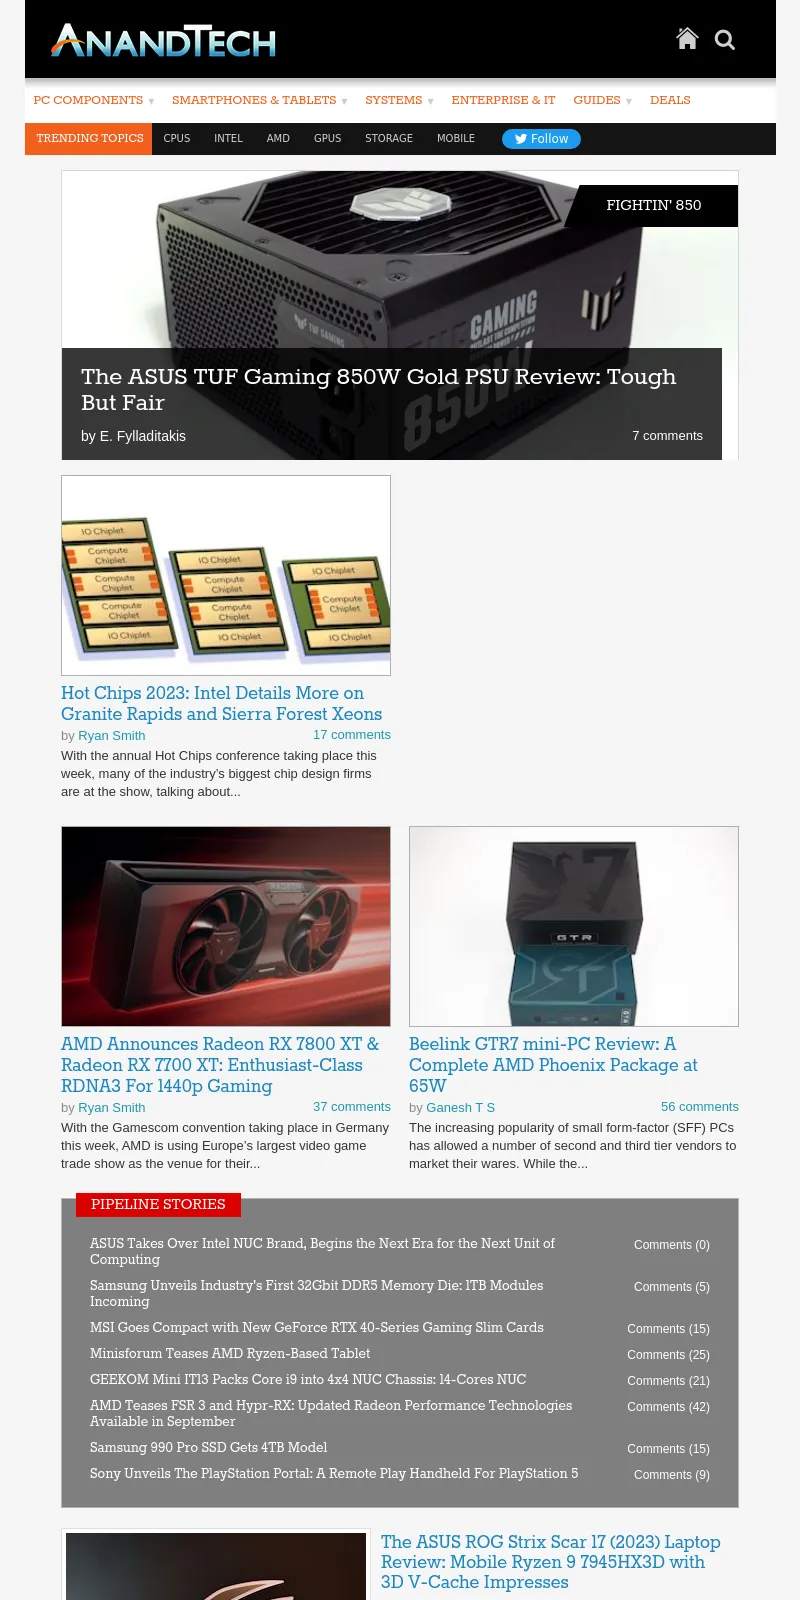 ANANDTECH
PC COMPONENTS ▼ SMARTPHONES & TABLETS ▼ SYSTEMS ▼ ENTERPRISE & IT GUIDES ▼ DEALS
TRENDING TOPICS CPUS INTEL AMD GPUS STORAGE MOBILE Follow
FIGHTIN' 850
TUF GAMING
GAMING
850W
The ASUS TUF Gaming 850W Gold PSU Review: Tough
But Fair
by E. Fylladitakis 7 comments
IO Chiplet
Compute
Chiplet
Compute
Chiplet
Compute
Chiplet
IO Chiplet
IO Chiplet
Compute
Chiplet
Compute
Chiplet
IO Chiplet
IO Chiplet
Compute
Chiplet
IO Chiplet
Hot Chips 2023: Intel Details More on
Granite Rapids and Sierra Forest Xeons
by Ryan Smith 17 comments
With the annual Hot Chips conference taking place this
week, many of the industry’s biggest chip design firms
are at the show, talking about...
RADEON
GTR
AMD Announces Radeon RX 7800 XT &
Radeon RX 7700 XT: Enthusiast-Class
RDNA3 For 1440p Gaming
by Ryan Smith 37 comments
With the Gamescom convention taking place in Germany
this week, AMD is using Europe’s largest video game
trade show as the venue for their...
Beelink GTR7 mini-PC Review: A
Complete AMD Phoenix Package at
65W
by Ganesh T S 56 comments
The increasing popularity of small form-factor (SFF) PCs
has allowed a number of second and third tier vendors to
market their wares. While the...
PIPELINE STORIES
ASUS Takes Over Intel NUC Brand, Begins the Next Era for the Next Unit of
Computing Comments (0)
Samsung Unveils Industry's First 32Gbit DDR5 Memory Die: 1TB Modules
Incoming Comments (5)
MSI Goes Compact with New GeForce RTX 40-Series Gaming Slim Cards Comments (15)
Minisforum Teases AMD Ryzen-Based Tablet Comments (25)
GEEKOM Mini IT13 Packs Core i9 into 4x4 NUC Chassis: 14-Cores NUC Comments (21)
AMD Teases FSR 3 and Hypr-RX: Updated Radeon Performance Technologies
Available in September Comments (42)
Samsung 990 Pro SSD Gets 4TB Model Comments (15)
Sony Unveils The PlayStation Portal: A Remote Play Handheld For PlayStation 5 Comments (9)
The ASUS ROG Strix Scar 17 (2023) Laptop
Review: Mobile Ryzen 9 7945HX3D with
3D V-Cache Impresses